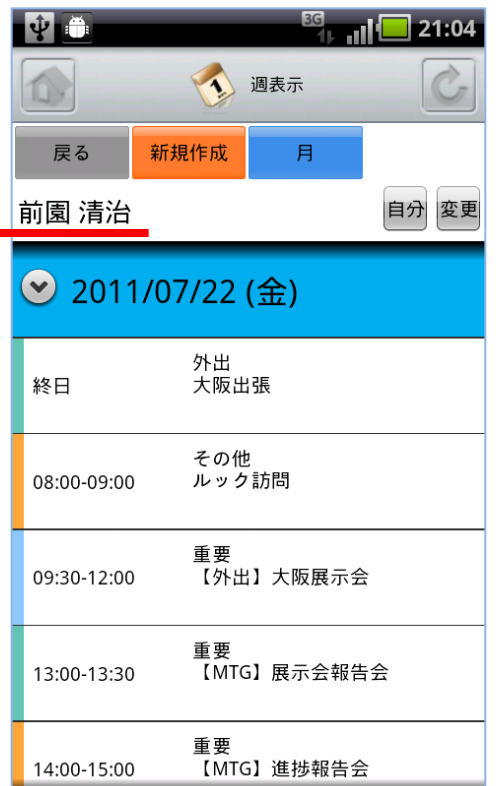 3G 21:04
1 週表示
戻る 新規作成 月
前園 清治 自分 変更
2011/07/22 (金)
外出
終日 大阪出張
その他
08:00-09:00 ルック訪問
重要
09:30-12:00 【外出】大阪展示会
重要
13:00-13:30 【MTG】展示会報告会
重要
14:00-15:00 【MTG】進捗報告会